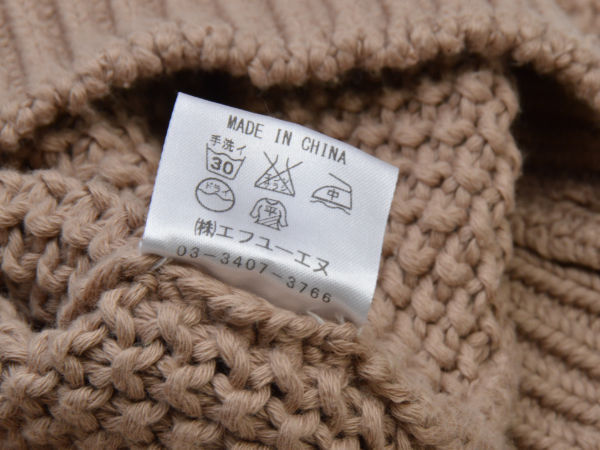 MADE IN CHINA
手洗イ
30
エンソ
中
ドライ
平
(株)エフユーエヌ
03-3407-3766